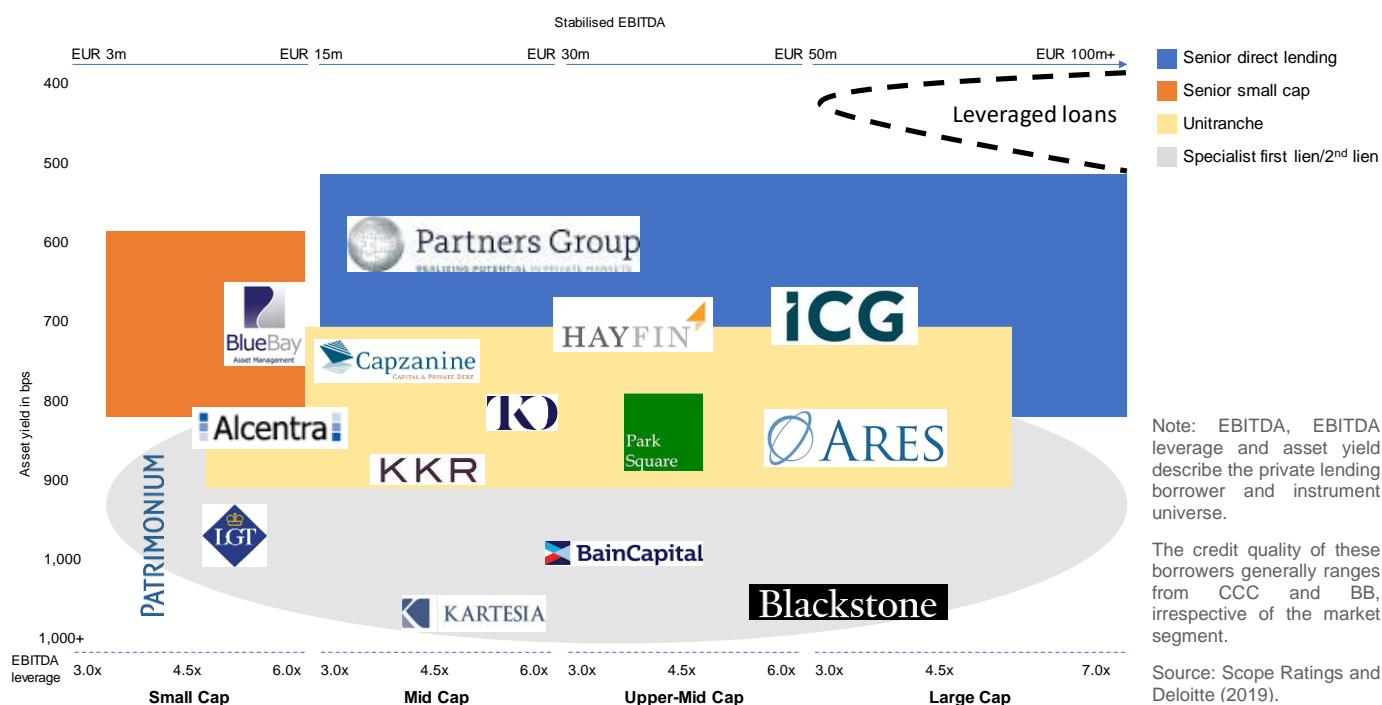 Stabilised EBITDA
EUR 3m EUR 15m EUR 30m EUR 50m EUR 100m+
Senior direct lending
Senior small cap
Unitranche
Specialist first lien/2nd lien
Leveraged loans
Asset yield in bps
400
500
600
700
800
900
1,000
1,000+
Partners Group
REALIZING POTENTIAL IN PRIVATE MARKETS
BlueBay
Asset Management
Capzanine
CAPITAL & PRIVATE DEBT
HAYFIN
iCG
Alcentra
TKO
KKR
Park
Square
ARES
PATRIMONIUM
LGT
BainCapital
KARTESIA
Blackstone
EBITDA
leverage
3.0x 4.5x 6.0x 3.0x 4.5x 6.0x 3.0x 4.5x 6.0x 3.0x 4.5x 7.0x
Small Cap Mid Cap Upper-Mid Cap Large Cap
Note: EBITDA, EBITDA
leverage and asset yield
describe the private lending
borrower and instrument
universe.
The credit quality of these
borrowers generally ranges
from CCC and BB,
irrespective of the market
segment.
Source: Scope Ratings and
Deloitte (2019).